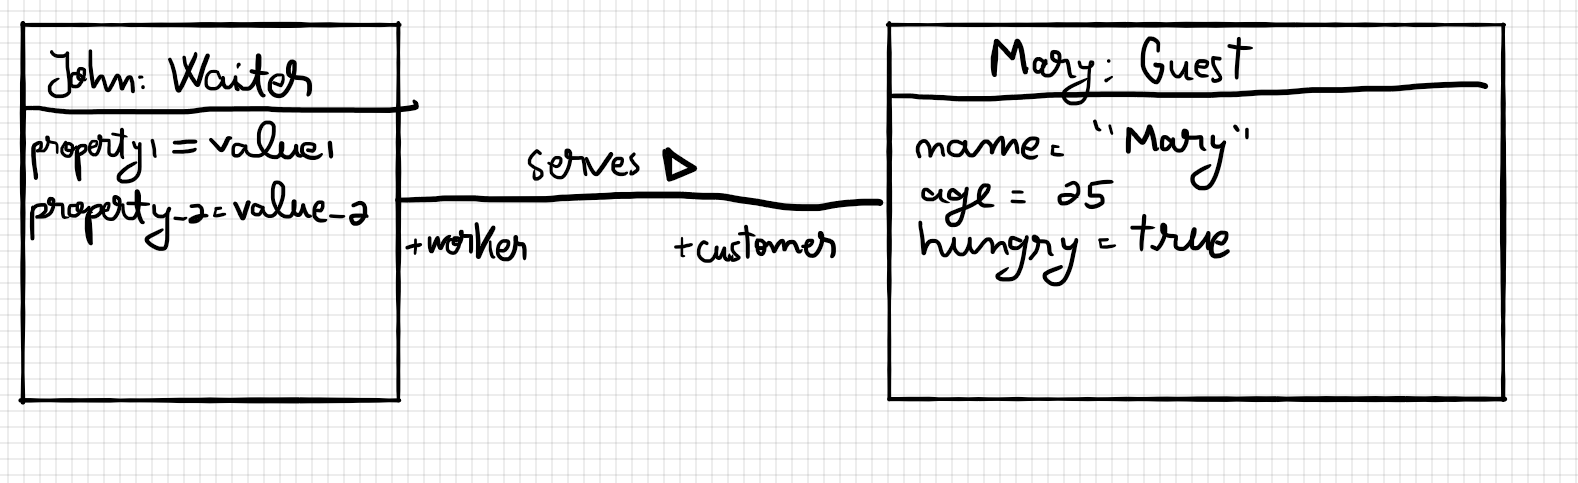 John: Waiter
property1 = value1
property_2 = value_2
serves
+worker
+customer
Mary: Guest
name = "Mary"
age = 25
hungry = true